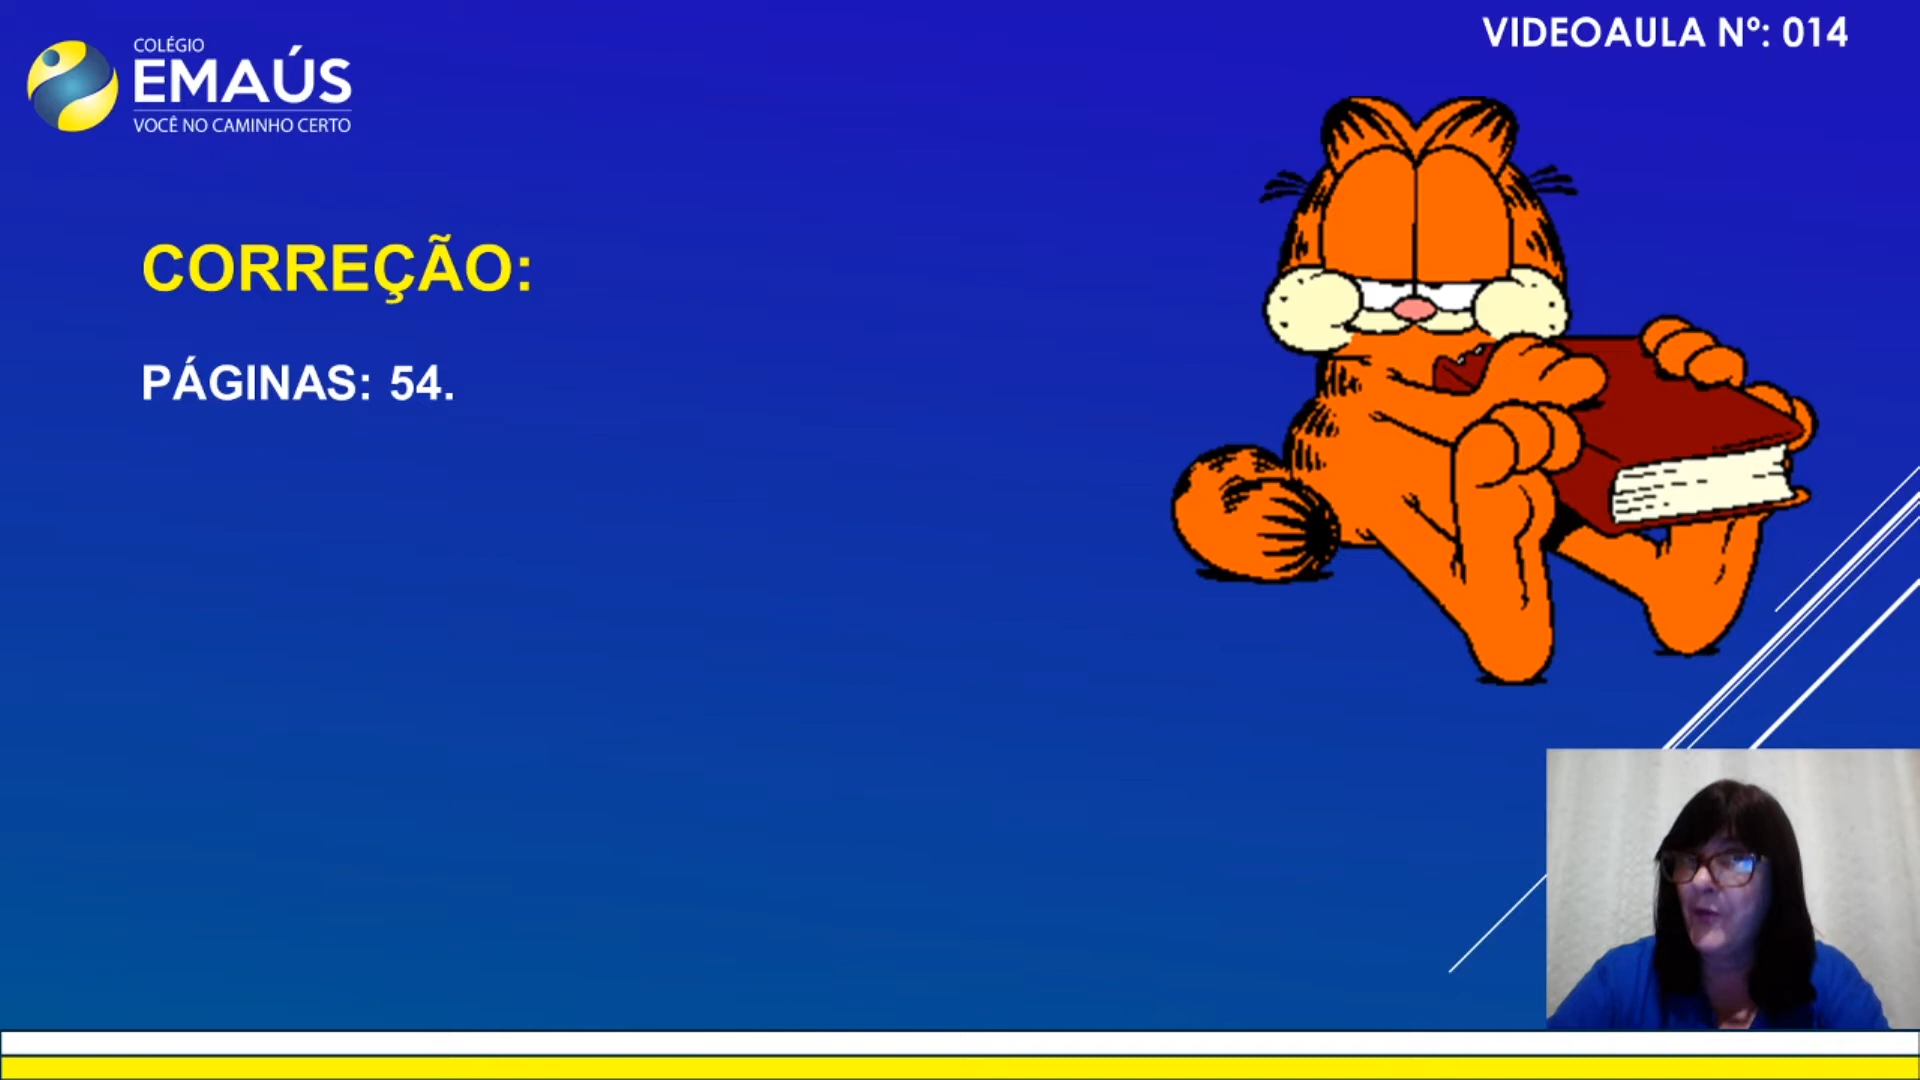 COLÉGIO
EMAÚS
VOCÊ NO CAMINHO CERTO
VIDEOAULA Nº: 014
CORREÇÃO:
PÁGINAS: 54.